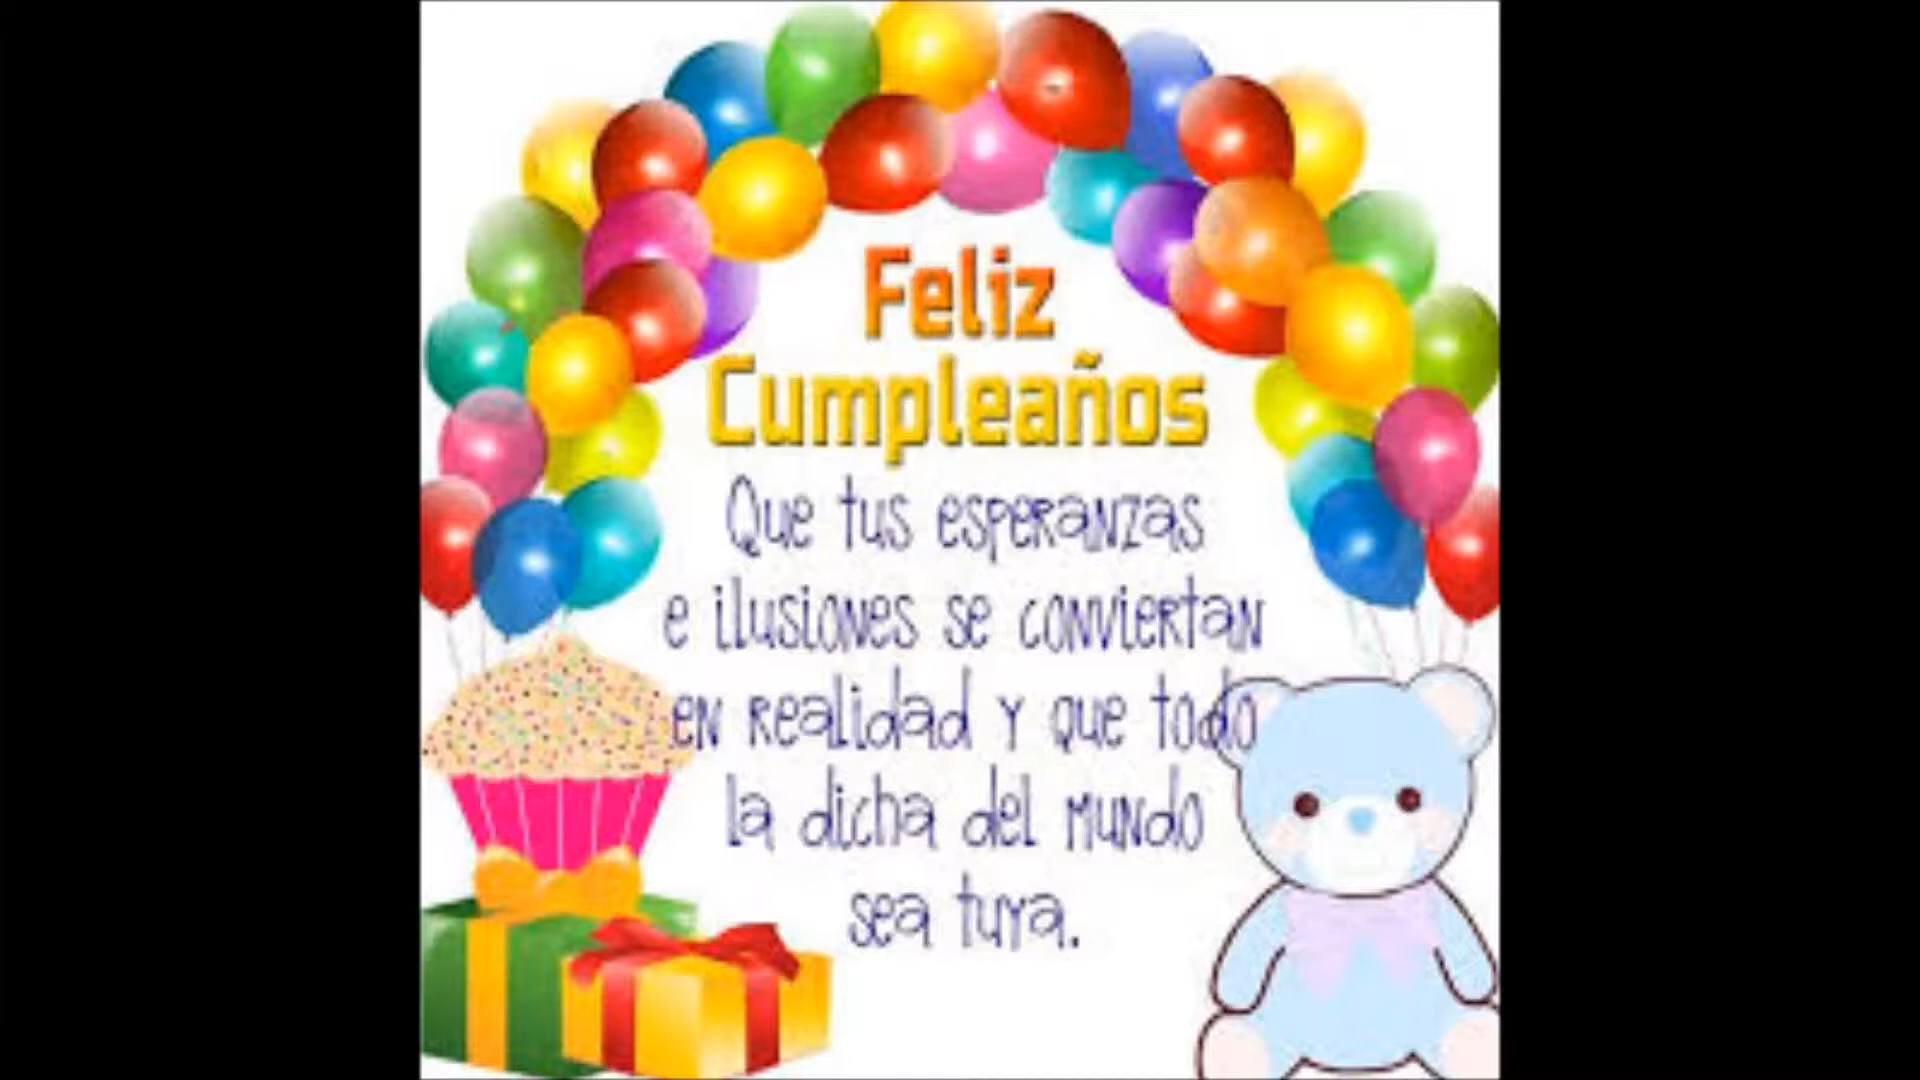 Feliz
Cumpleaños
Que tus esperanzas
e ilusiones se conviertan
en realidad y que todo
la dicha del mundo
sea tuya.